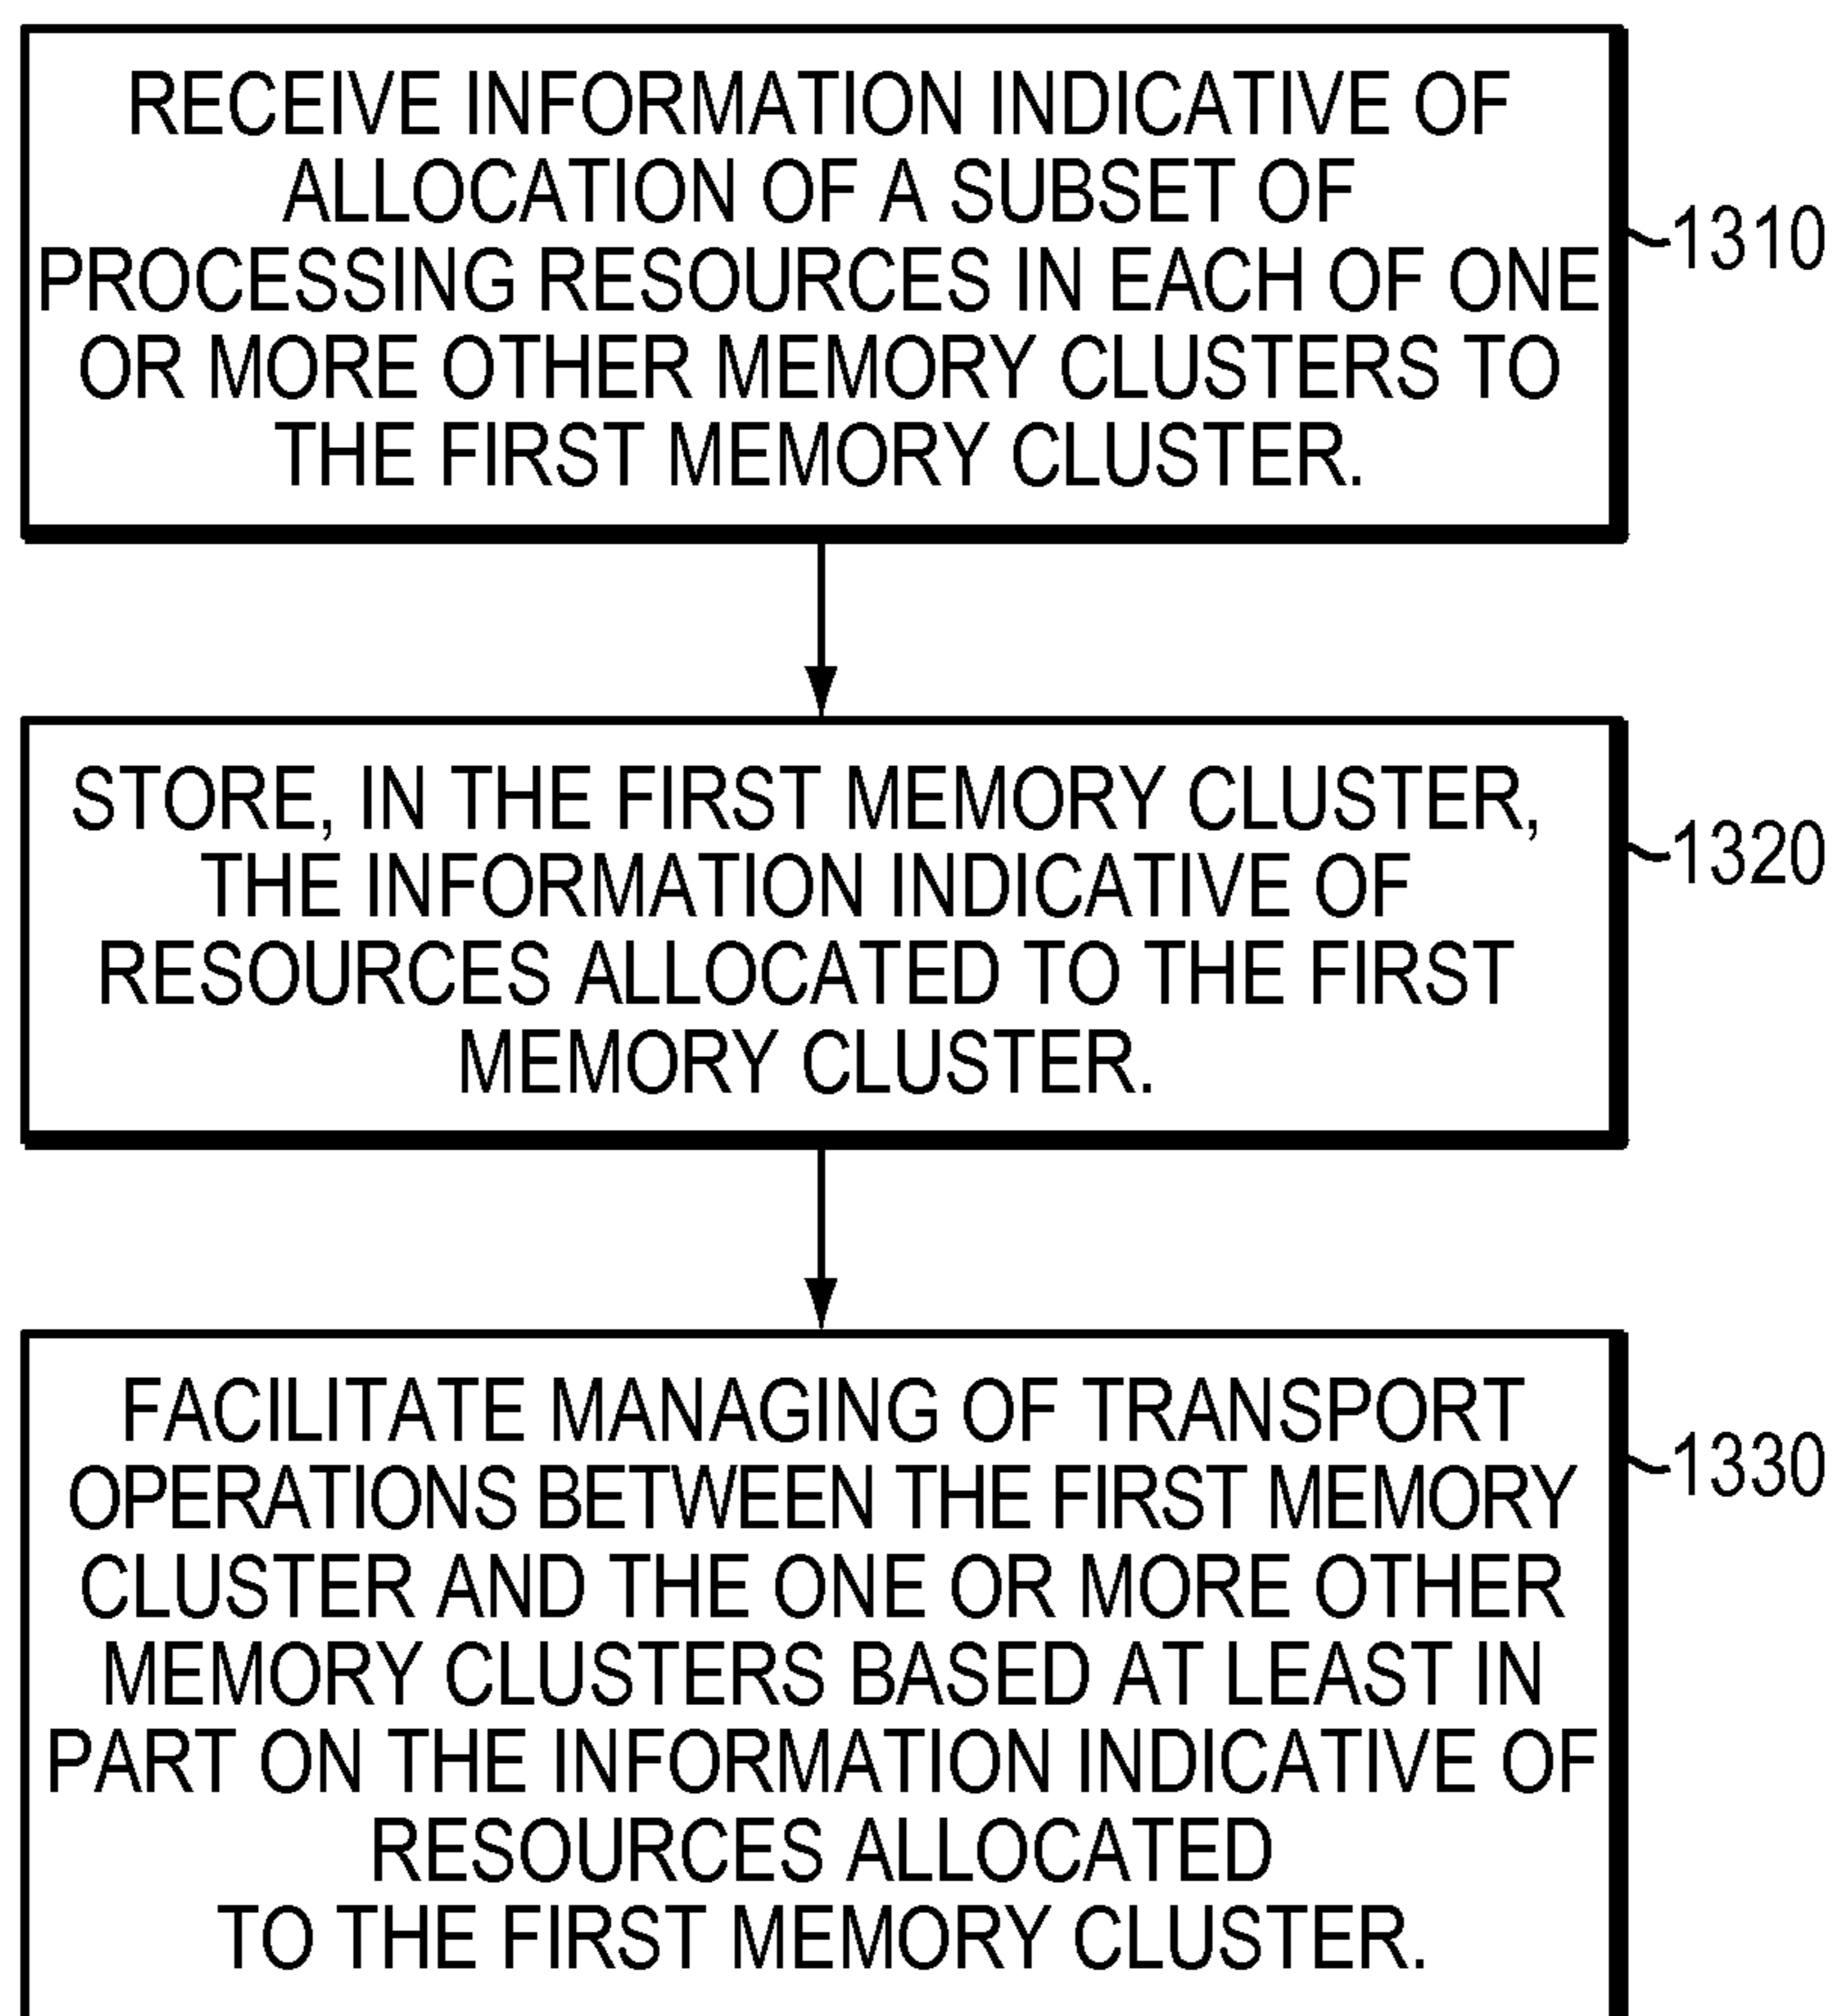 RECEIVE INFORMATION INDICATIVE OF
ALLOCATION OF A SUBSET OF
PROCESSING RESOURCES IN EACH OF ONE
OR MORE OTHER MEMORY CLUSTERS TO
THE FIRST MEMORY CLUSTER.
1310
STORE, IN THE FIRST MEMORY CLUSTER,
THE INFORMATION INDICATIVE OF
RESOURCES ALLOCATED TO THE FIRST
MEMORY CLUSTER.
1320
FACILITATE MANAGING OF TRANSPORT
OPERATIONS BETWEEN THE FIRST MEMORY
CLUSTER AND THE ONE OR MORE OTHER
MEMORY CLUSTERS BASED AT LEAST IN
PART ON THE INFORMATION INDICATIVE OF
RESOURCES ALLOCATED
TO THE FIRST MEMORY CLUSTER.
1330